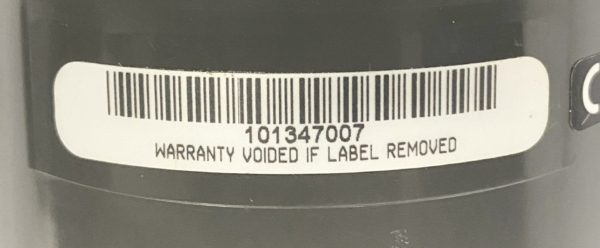 101347007
WARRANTY VOIDED IF LABEL REMOVED